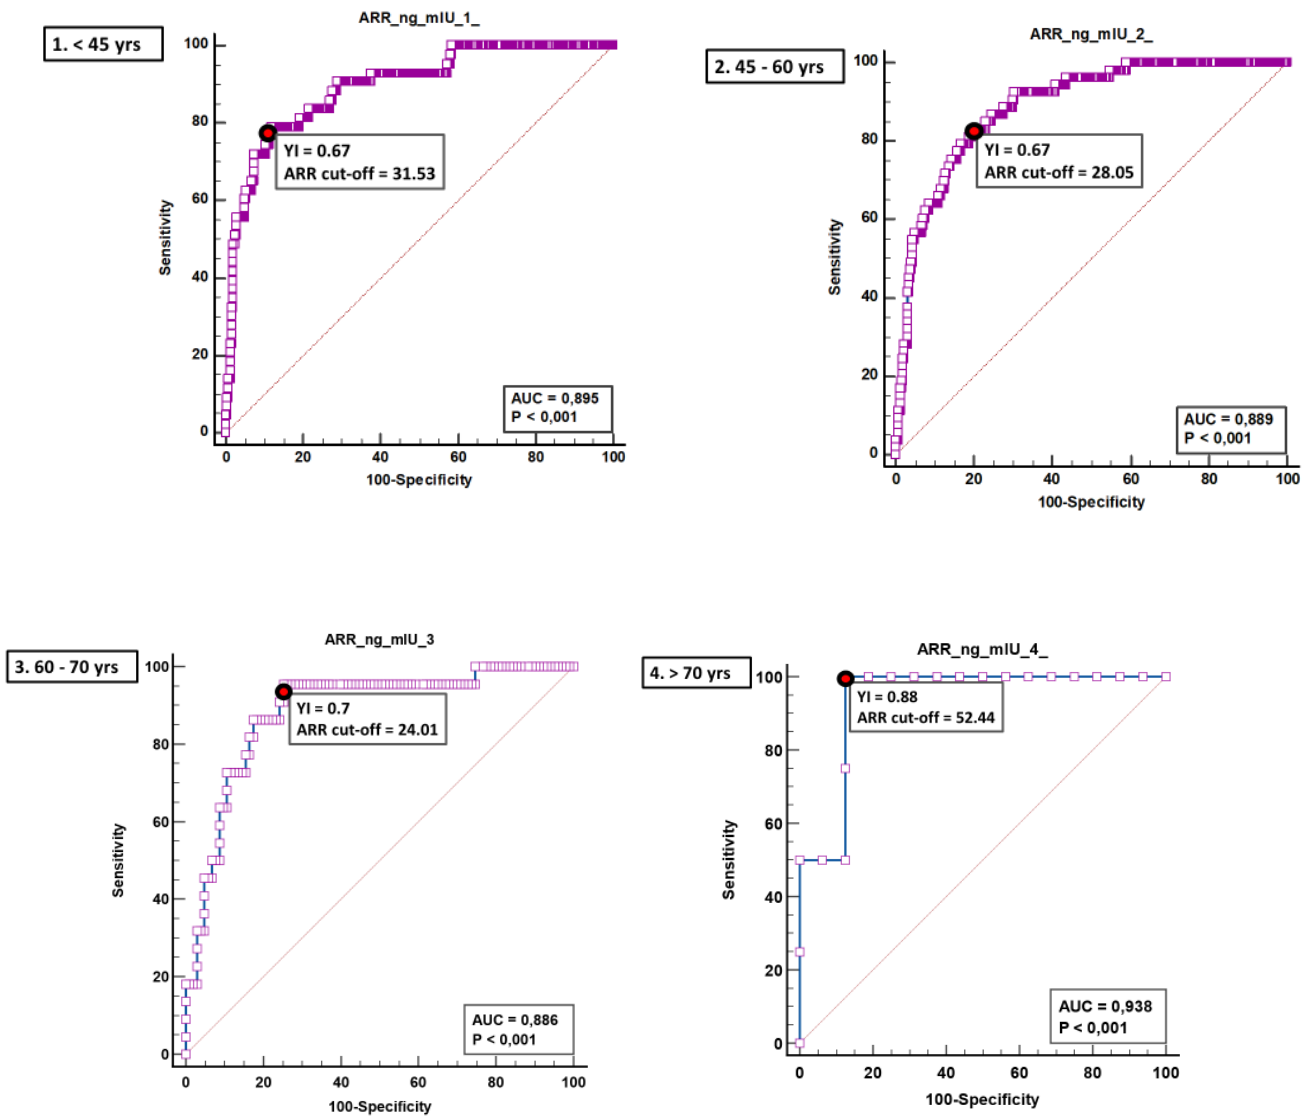 ARR_ng_mIU_1_
1. < 45 yrs
100
80
60
40
20
0
Sensitivity
YI = 0.67
ARR cut-off = 31.53
AUC = 0,895
P < 0,001
0 20 40 60 80 100
100-Specificity
ARR_ng_mIU_2_
2. 45 - 60 yrs
100
80
60
40
20
0
Sensitivity
YI = 0.67
ARR cut-off = 28.05
AUC = 0,889
P < 0,001
0 20 40 60 80 100
100-Specificity
ARR_ng_mIU_3
3. 60 - 70 yrs
100
80
60
40
20
0
Sensitivity
YI = 0.7
ARR cut-off = 24.01
AUC = 0,886
P < 0,001
0 20 40 60 80 100
100-Specificity
ARR_ng_mIU_4_
4. > 70 yrs
100
80
60
40
20
0
Sensitivity
YI = 0.88
ARR cut-off = 52.44
AUC = 0,938
P < 0,001
0 20 40 60 80 100
100-Specificity